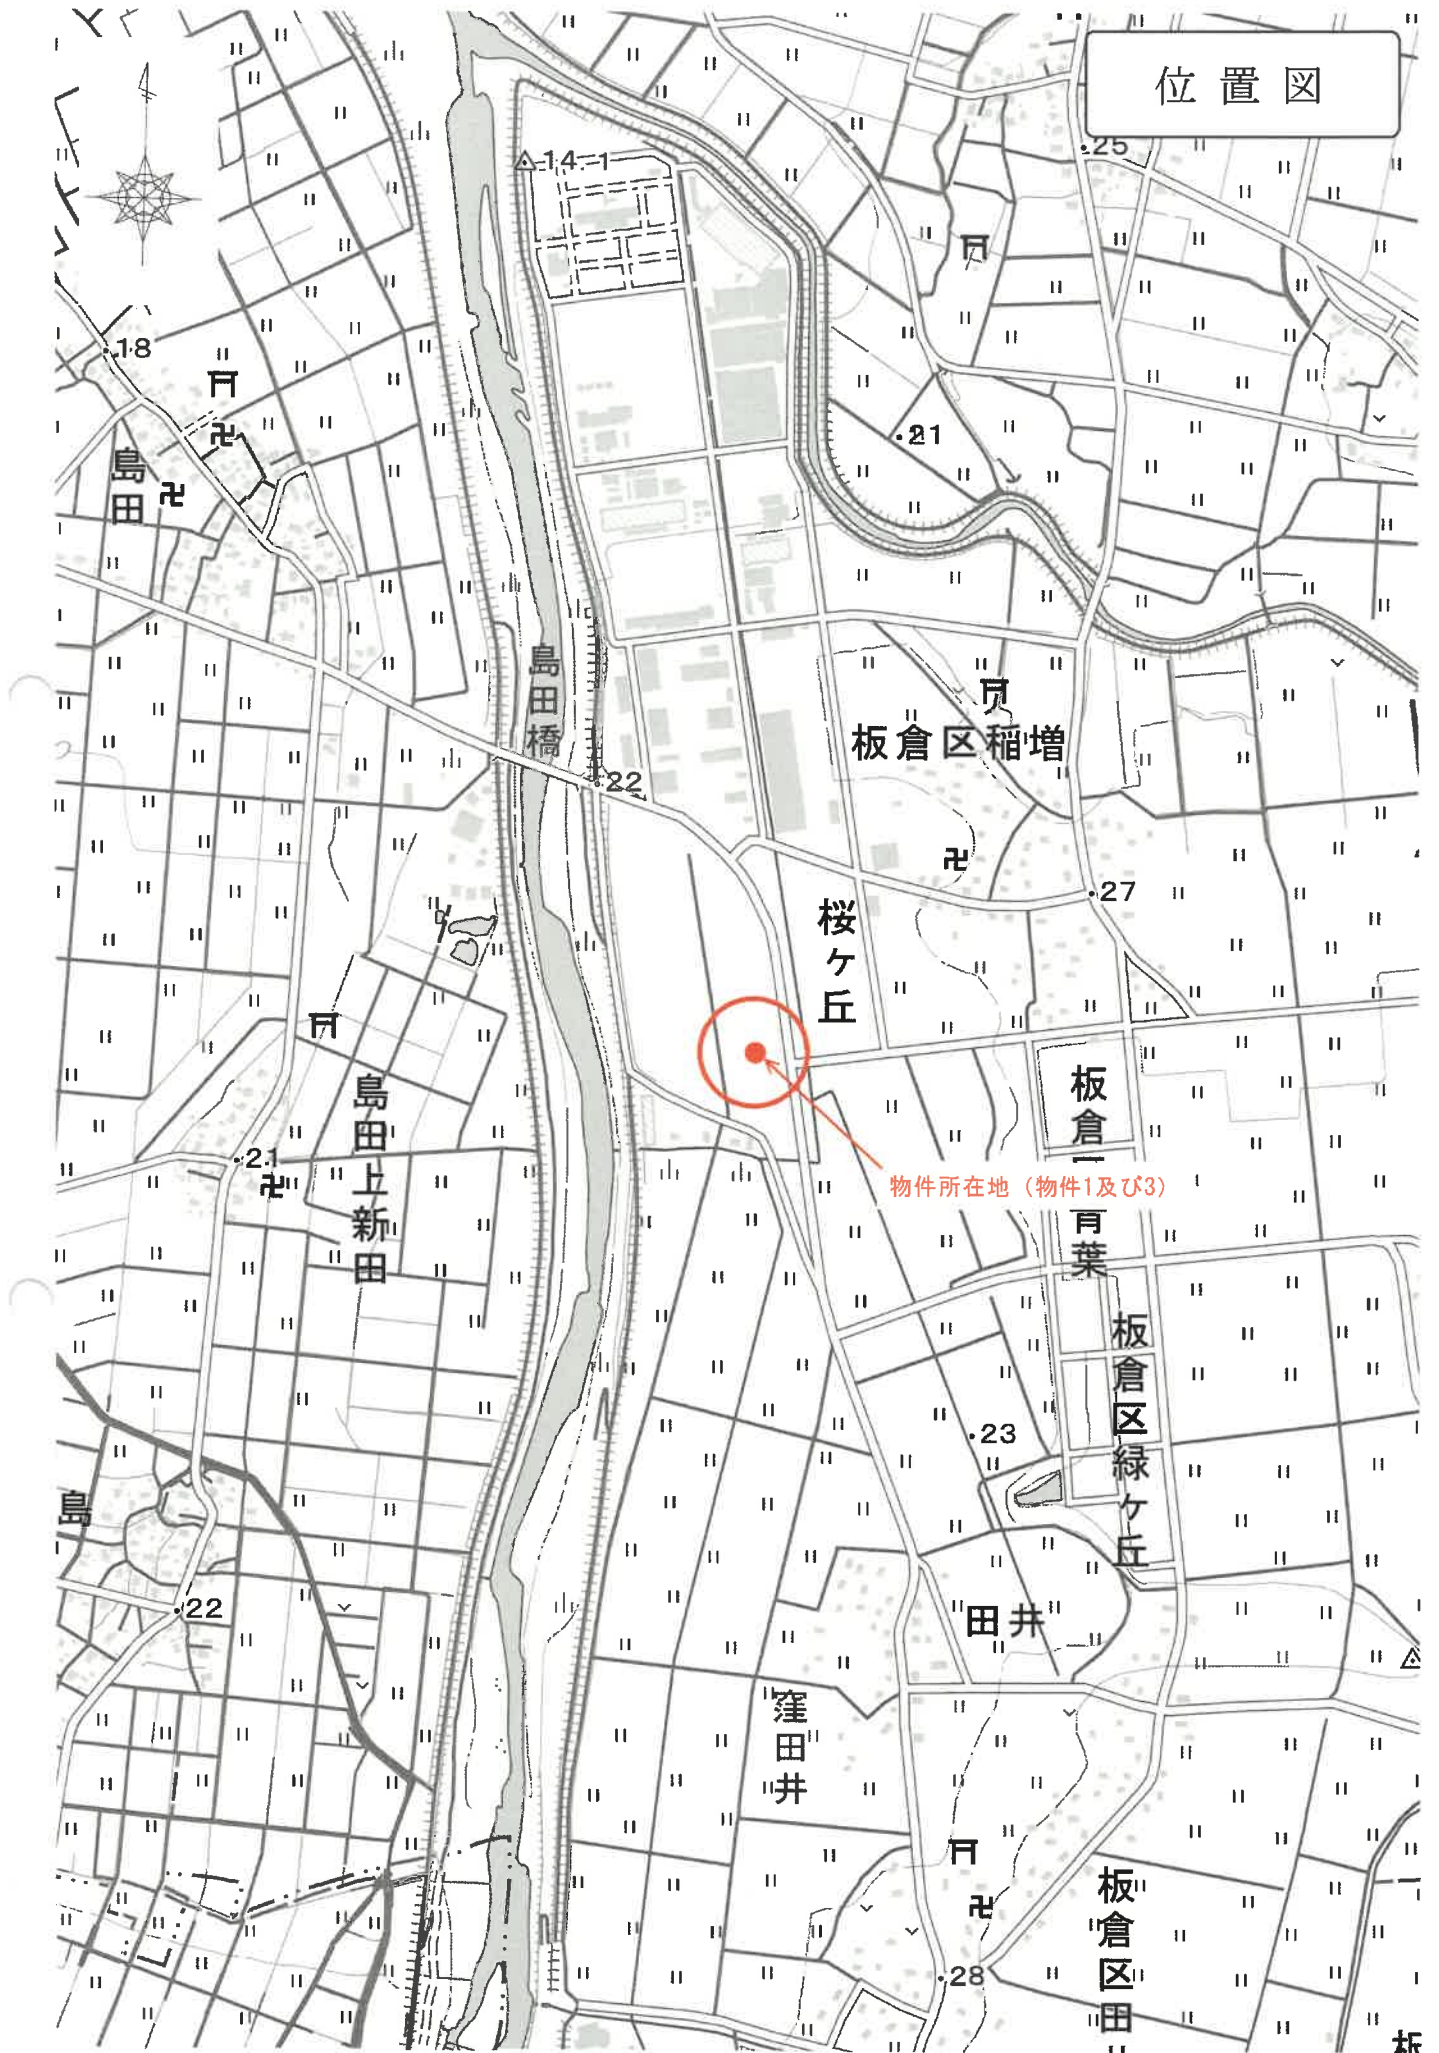 位置図
25
14.1
18
21
島田
島田橋
板倉区稲増
22
27
桜ヶ丘
島田上新田
板倉
21
物件所在地（物件1及び3）
青葉
板倉区緑ヶ丘
23
島
22
田井
窪田井
板倉区田
28
板